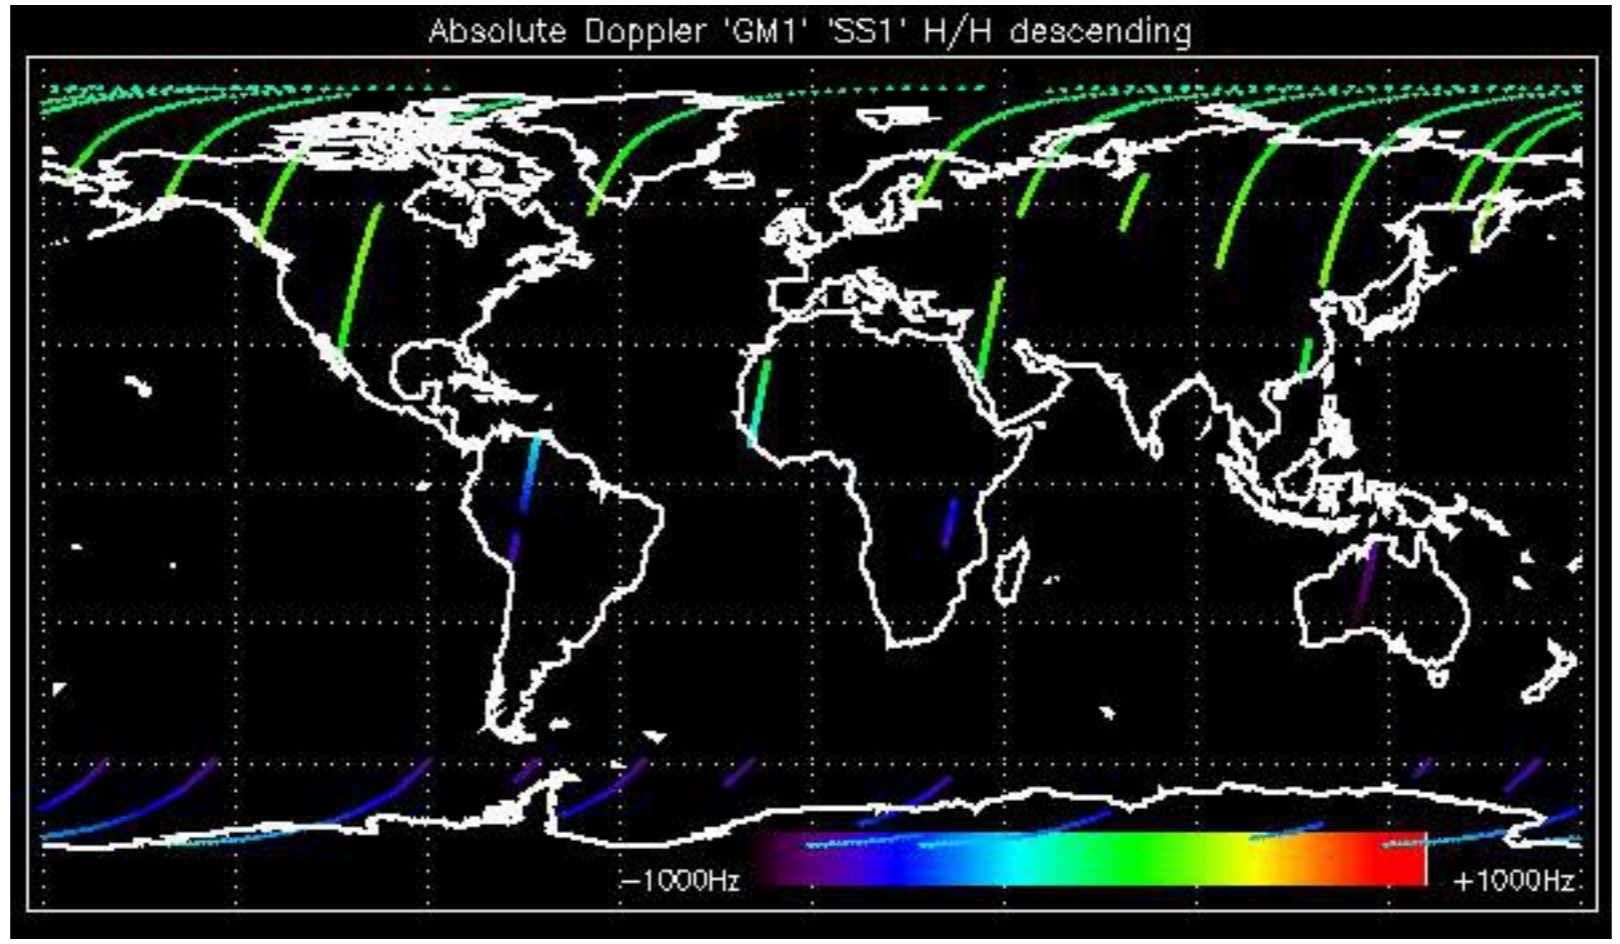 Absolute Doppler 'GM1' 'SS1' H/H descending
−1000Hz +1000Hz